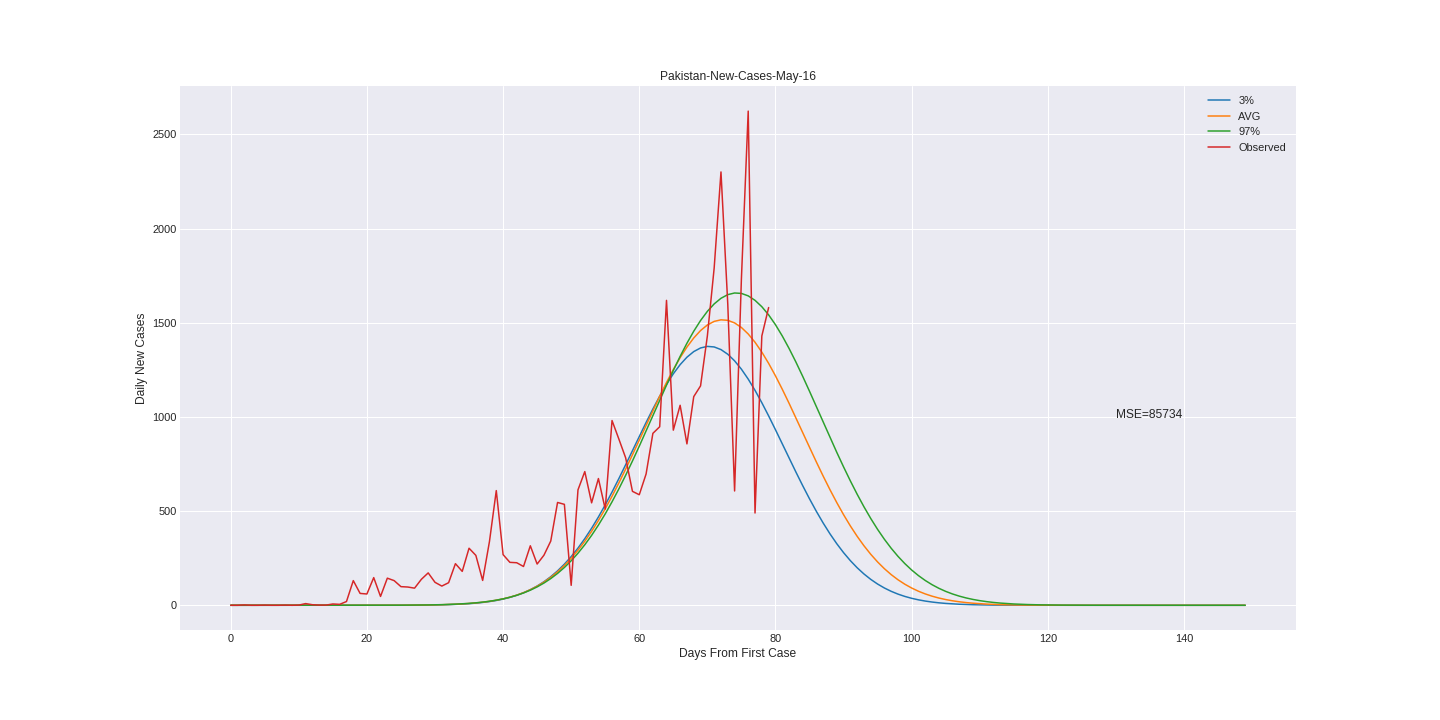 Pakistan-New-Cases-May-16
3%
AVG
97%
Observed
2500
2000
1500
1000
500
0
Daily New Cases
MSE=85734
0 20 40 60 80 100 120 140
Days From First Case